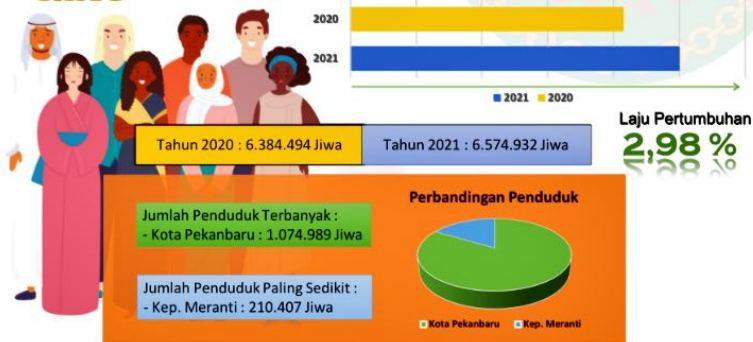 2020
2021
2021 2020
Laju Pertumbuhan
2,98 %
Tahun 2020 : 6.384.494 Jiwa
Tahun 2021 : 6.574.932 Jiwa
Jumlah Penduduk Terbanyak :
- Kota Pekanbaru : 1.074.989 Jiwa
Perbandingan Penduduk
Jumlah Penduduk Paling Sedikit :
- Kep. Meranti : 210.407 Jiwa
Kota Pekanbaru Kep. Meranti